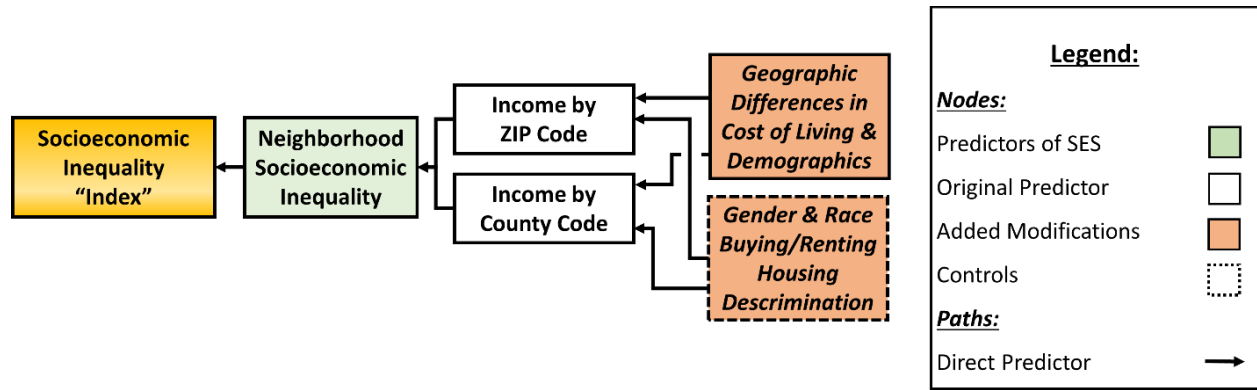 Socioeconomic
Inequality
“Index”
Neighborhood
Socioeconomic
Inequality
Income by
ZIP Code
Income by
County Code
Geographic
Differences in
Cost of Living &
Demographics
Gender & Race
Buying/Renting
Housing
Descrimination
Legend:
Nodes:
Predictors of SES
Original Predictor
Added Modifications
Controls
Paths:
Direct Predictor